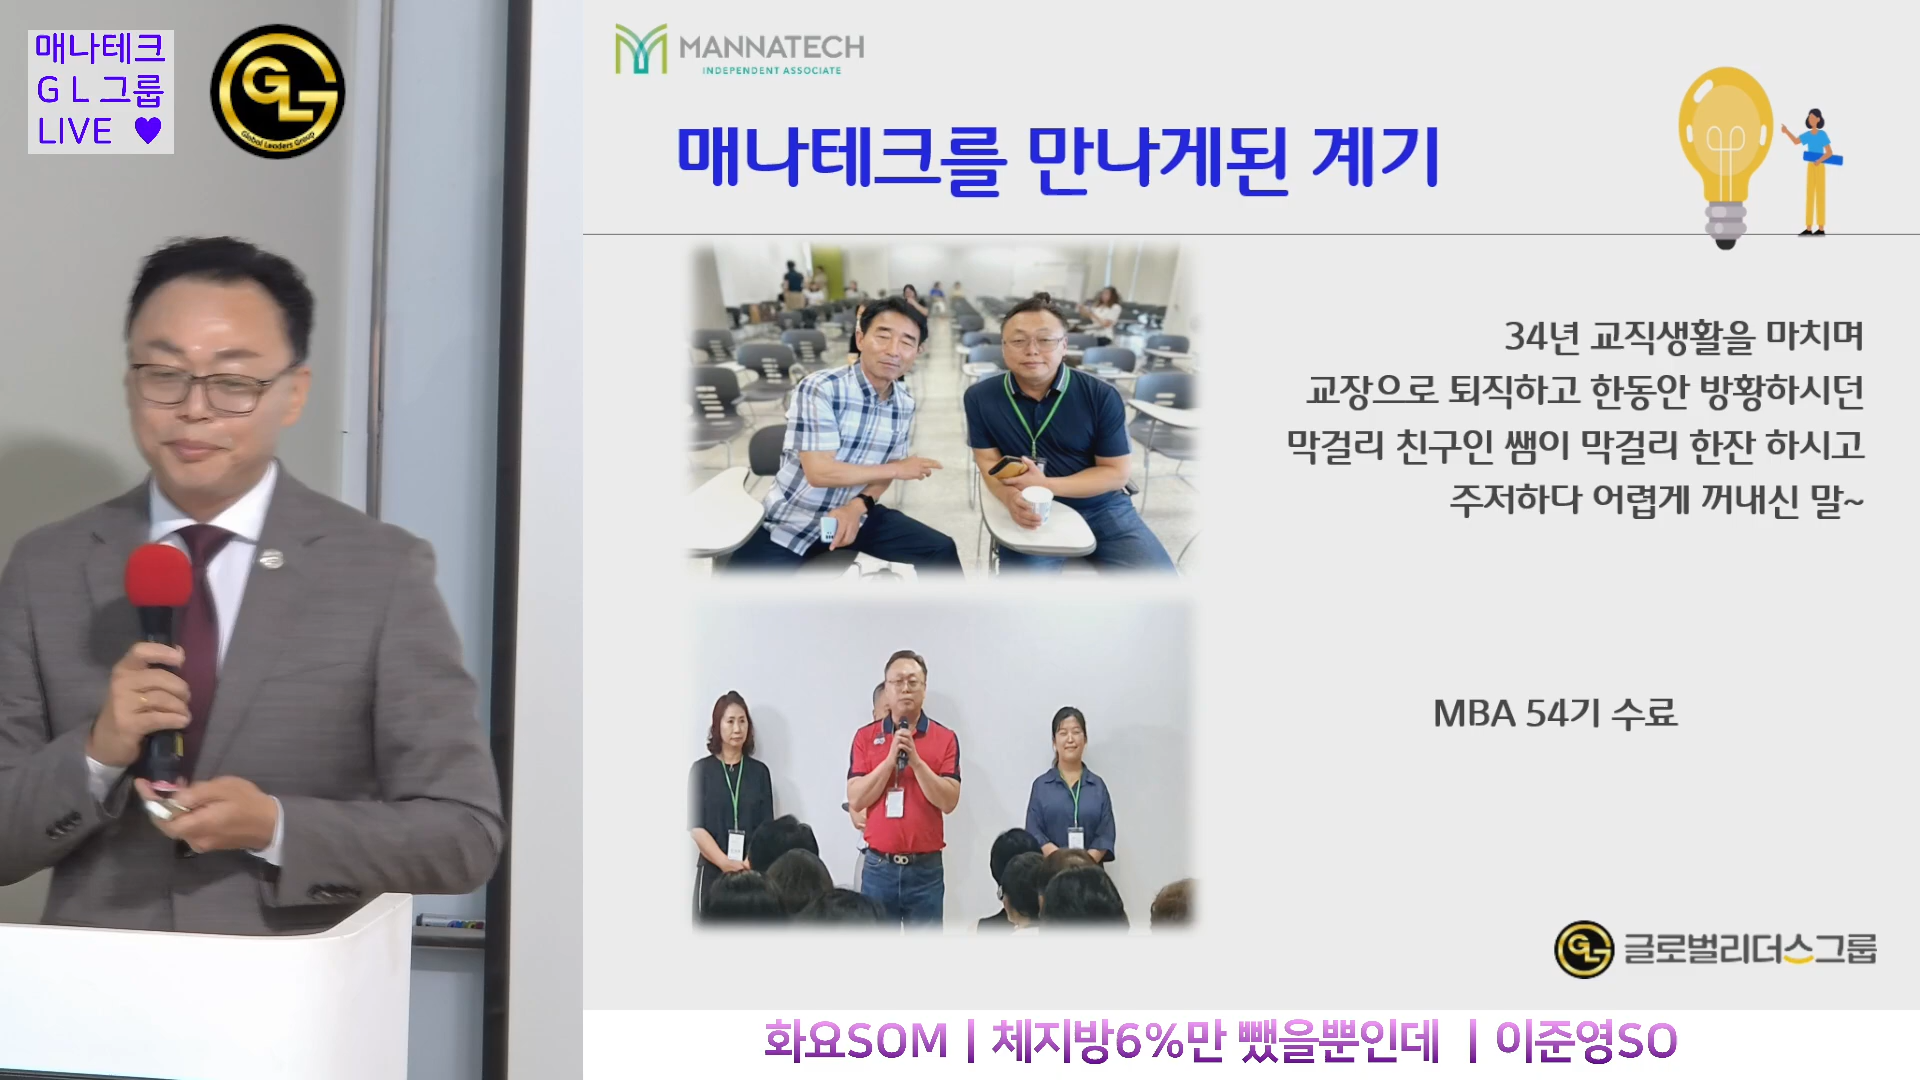 매나테크
G L 그룹
LIVE ♥
GLG
Global Leaders Group
MANNATECH
INDEPENDENT ASSOCIATE
매나테크를 만나게된 계기
34년 교직생활을 마치며
교장으로 퇴직하고 한동안 방황하시던
막걸리 친구인 쌤이 막걸리 한잔 하시고
주저하다 어렵게 꺼내신 말~
MBA 54기 수료
GLG 글로벌리더스그룹
화요SOM | 체지방6%만 뺐을뿐인데 | 이준영SO